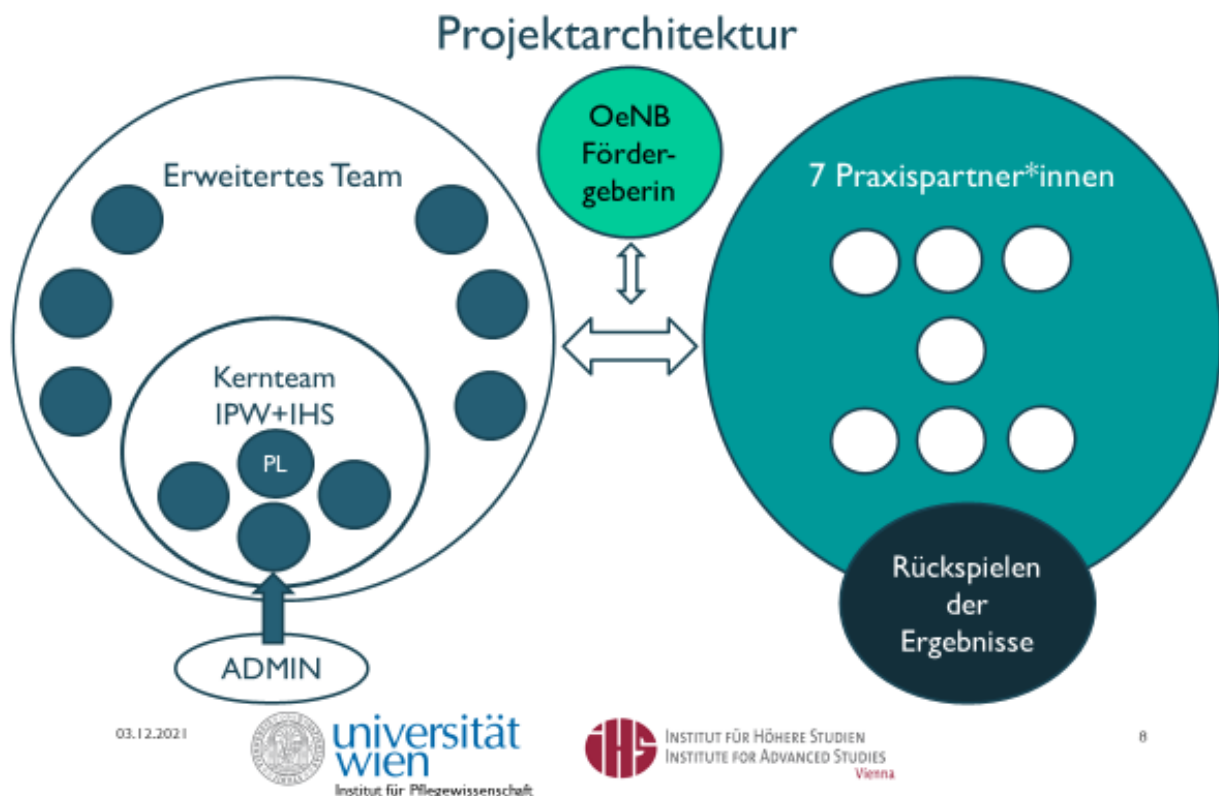 Projektarchitektur
Erweitertes Team
OeNB
Förder-
geberin
7 Praxispartner*innen
Kernteam
IPW+IHS
PL
ADMIN
Rückspielen
der
Ergebnisse
03.12.2021
universität
wien
Institut für Pflegewissenschaft
iHS
INSTITUT FÜR HÖHERE STUDIEN
INSTITUTE FOR ADVANCED STUDIES
Vienna
8